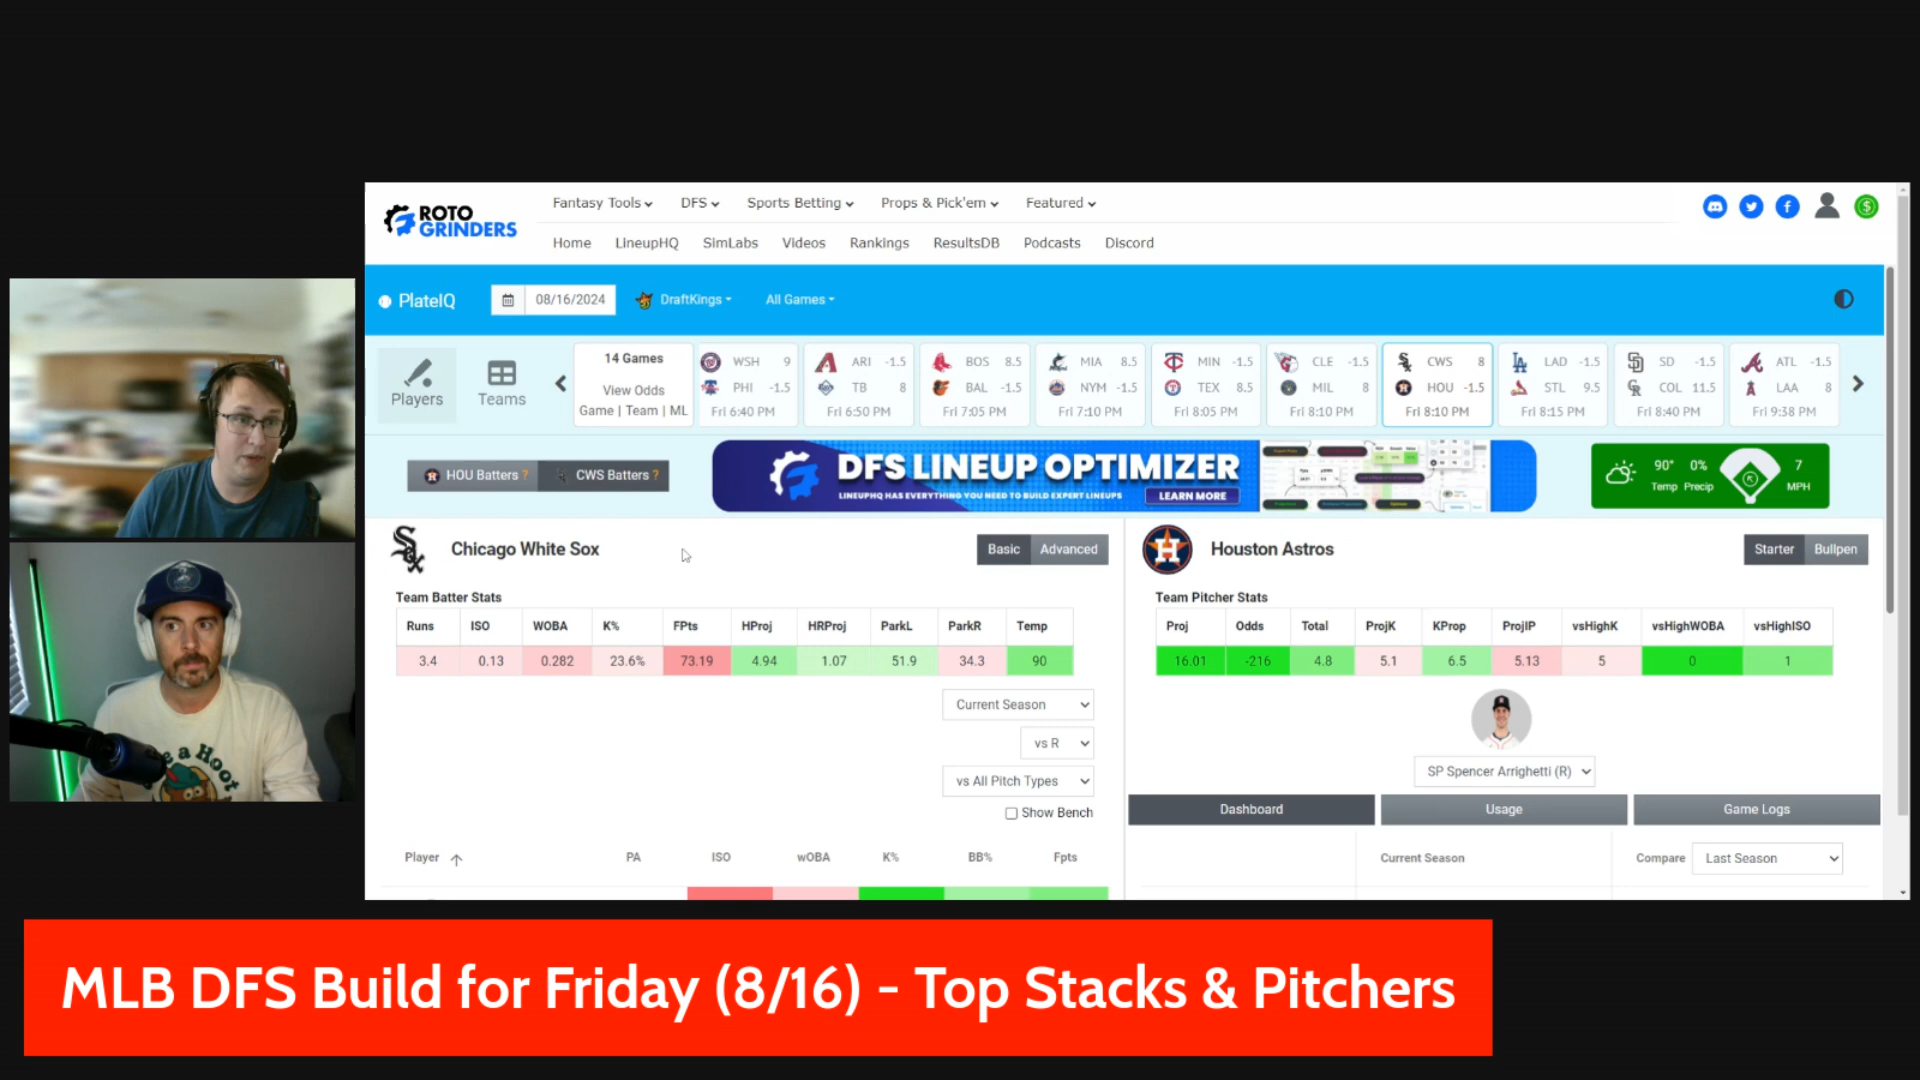 ROTO GRINDERS
Fantasy Tools
DFS
Sports Betting
Props & Pick'em
Featured
Home
LineupHQ
SimLabs
Videos
Rankings
ResultsDB
Podcasts
Discord
PlateIQ
08/16/2024
DraftKings
All Games
Players
Teams
14 Games
View Odds
Game | Team | ML
WSH 9
PHI -1.5
Fri 6:40 PM
ARI -1.5
TB 8
Fri 6:50 PM
BOS 8.5
BAL -1.5
Fri 7:05 PM
MIA 8.5
NYM -1.5
Fri 7:10 PM
MIN -1.5
TEX 8.5
Fri 8:05 PM
CLE -1.5
MIL 8
Fri 8:10 PM
CWS 8
HOU -1.5
Fri 8:10 PM
LAD -1.5
STL 9.5
Fri 8:15 PM
SD -1.5
COL 11.5
Fri 8:40 PM
ATL -1.5
LAA 8
Fri 9:38 PM
HOU Batters ?
CWS Batters ?
DFS LINEUP OPTIMIZER
LINEUPHQ HAS EVERYTHING YOU NEED TO BUILD EXPERT LINEUPS
LEARN MORE
90° 0% 7
Temp Precip MPH
Chicago White Sox
Basic
Advanced
Team Batter Stats
Runs ISO WOBA K% FPts HProj HRProj ParkL ParkR Temp
3.4 0.13 0.282 23.6% 73.19 4.94 1.07 51.9 34.3 90
Current Season
vs R
vs All Pitch Types
Show Bench
Player PA ISO wOBA K% BB% Fpts
Houston Astros
Starter
Bullpen
Team Pitcher Stats
Proj Odds Total ProjK KProp ProjIP vsHighK vsHighWOBA vsHighISO
16.01 -216 4.8 5.1 6.5 5.13 5 0 1
SP Spencer Arrighetti (R)
Dashboard
Usage
Game Logs
Current Season
Compare
Last Season
a Hoot
MLB DFS Build for Friday (8/16) - Top Stacks & Pitchers